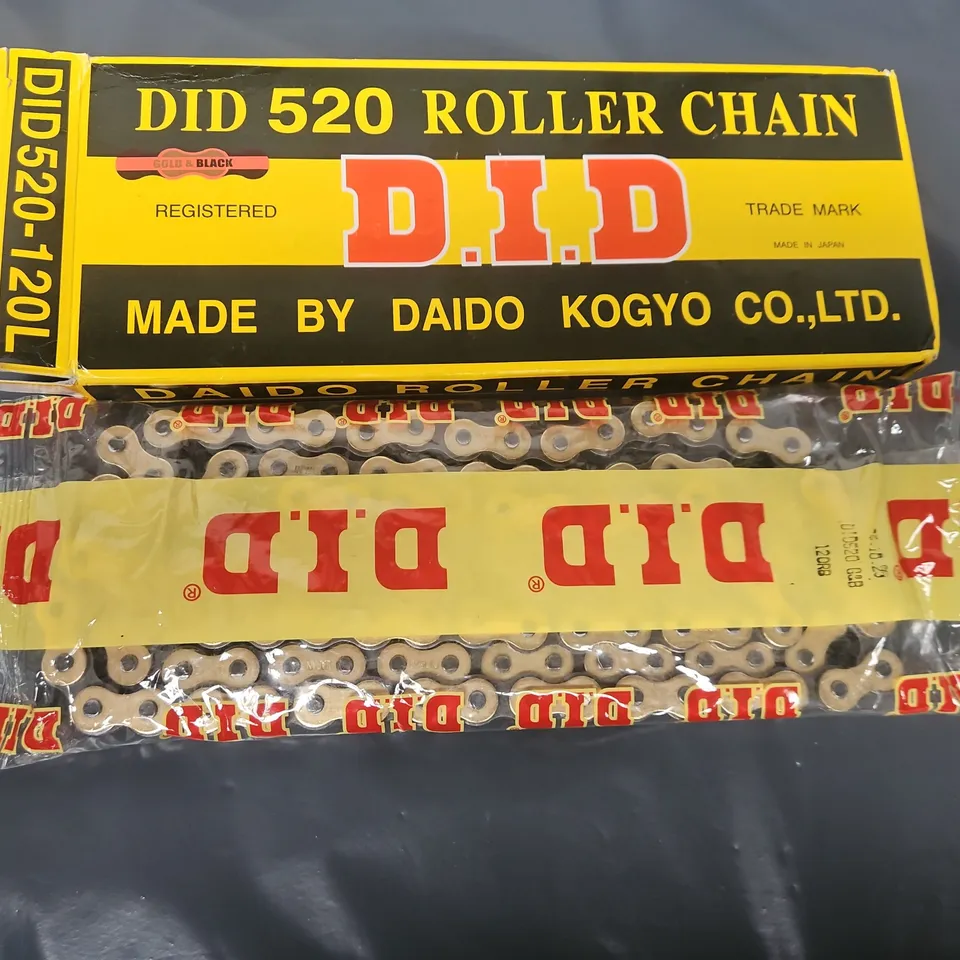 DID520-120L
DID 520 ROLLER CHAIN
GOLD & BLACK
D.I.D
REGISTERED
TRADE MARK
MADE IN JAPAN
MADE BY DAIDO KOGYO CO.,LTD.
DAIDO ROLLER CHAIN
D.I.D D.I.D D.I.D D.I.D D.I.D D.I.D®
D.I.D D.I.D® D.I.D® D
DID520 G&B
120RB
D.I.D D.I.D D.I.D D.I.D D.I.D D.I.D